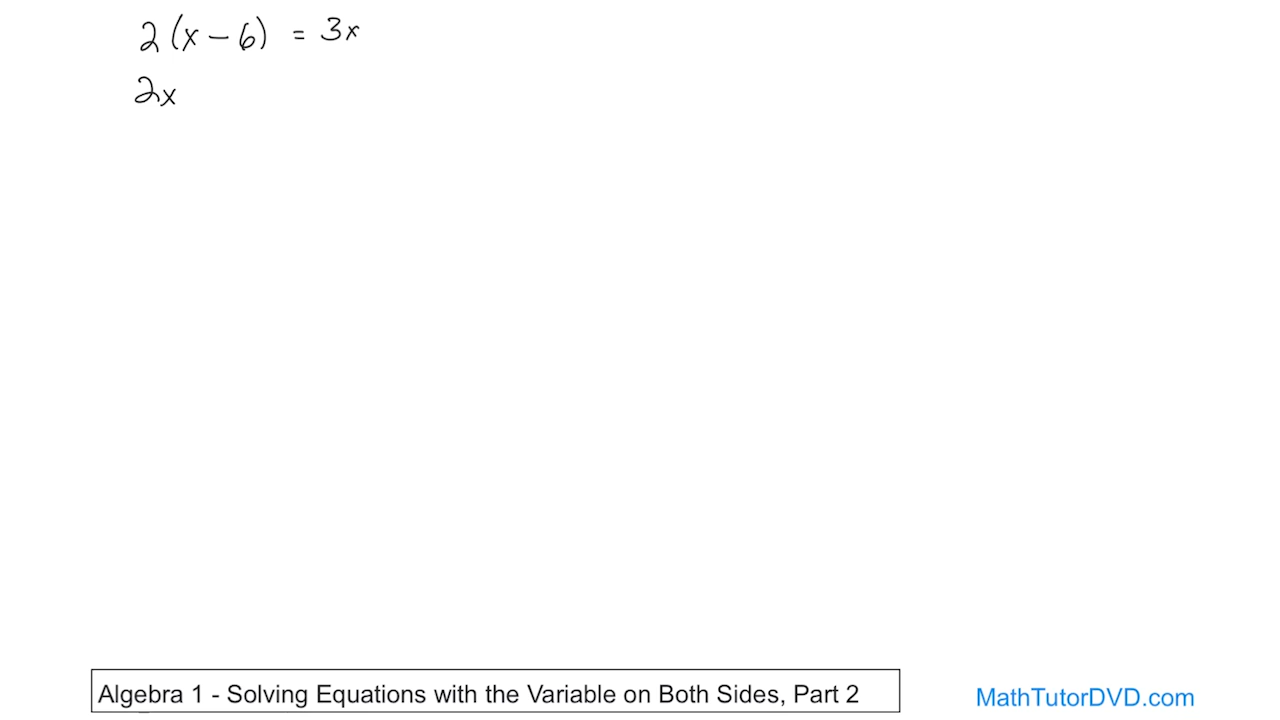 2(x - 6) = 3x
2x
Algebra 1 - Solving Equations with the Variable on Both Sides, Part 2
MathTutorDVD.com